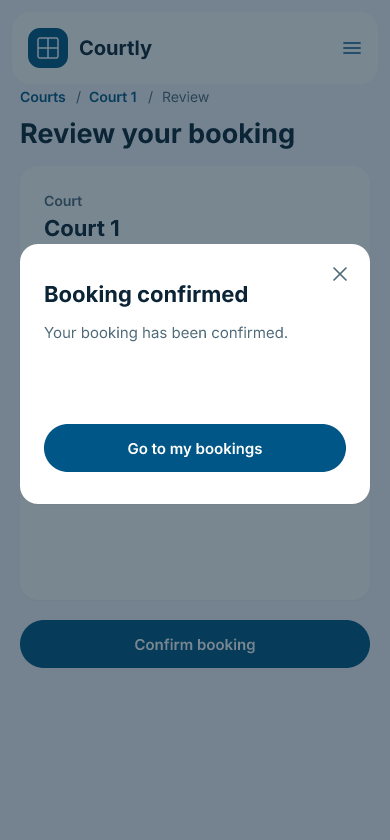 Courtly
Courts / Court 1 / Review
Review your booking
Court
Court 1
Booking confirmed
Your booking has been confirmed.
Go to my bookings
Confirm booking